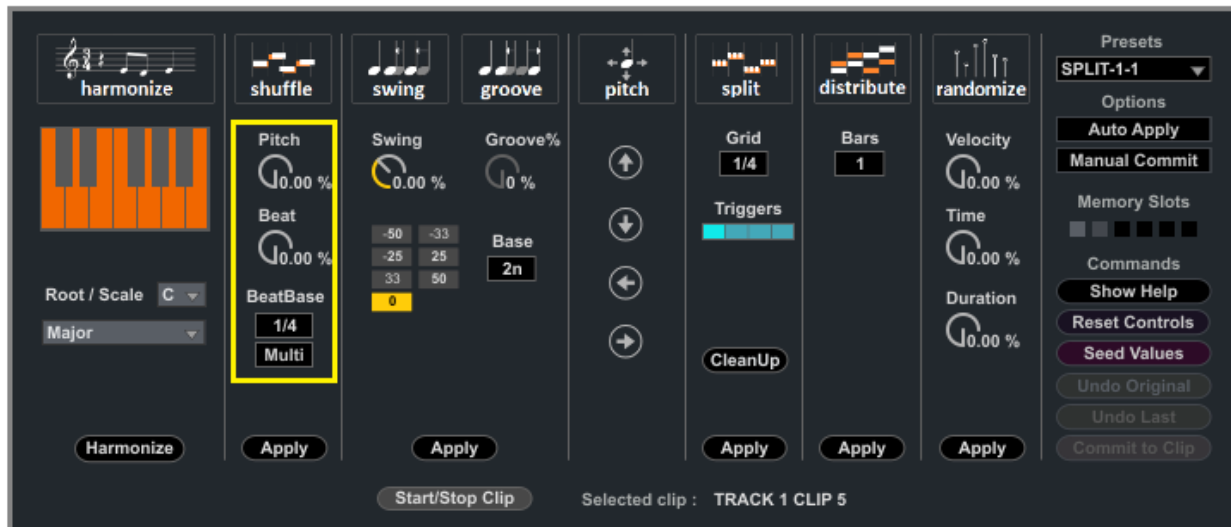 harmonize
shuffle
swing
groove
pitch
split
distribute
randomize
Root / Scale C
Major
Harmonize
Pitch
0.00 %
Beat
0.00 %
BeatBase
1/4
Multi
Apply
Swing
0.00 %
-50 -33
-25 25
33 50
0
Groove%
0 %
Base
2n
Apply
Grid
1/4
Triggers
CleanUp
Apply
Bars
1
Apply
Velocity
0.00 %
Time
0.00 %
Duration
0.00 %
Apply
Presets
SPLIT-1-1
Options
Auto Apply
Manual Commit
Memory Slots
Commands
Show Help
Reset Controls
Seed Values
Undo Original
Undo Last
Commit to Clip
Start/Stop Clip
Selected clip : TRACK 1 CLIP 5